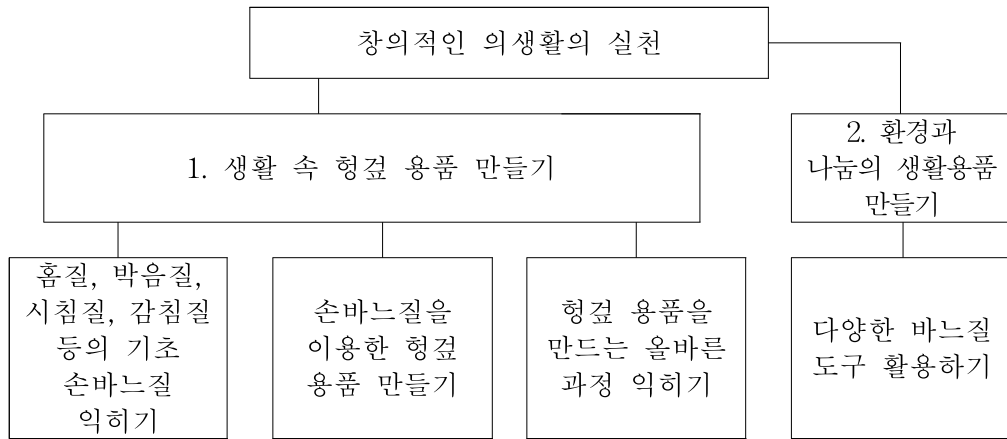 창의적인 의생활의 실천
1. 생활 속 헝겊 용품 만들기
2. 환경과
나눔의 생활용품
만들기
홈질, 박음질,
시침질, 감침질
등의 기초
손바느질
익히기
손바느질을
이용한 헝겊
용품 만들기
헝겊 용품을
만드는 올바른
과정 익히기
다양한 바느질
도구 활용하기